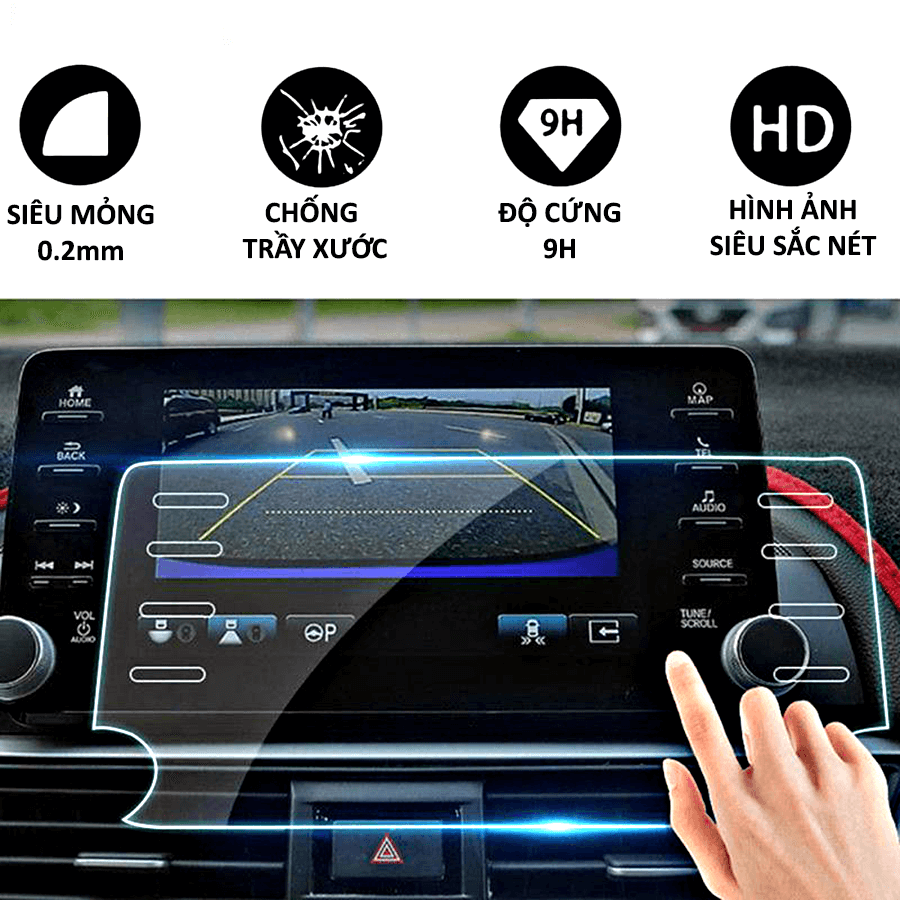 9H
HD
SIÊU MỎNG
0.2mm
CHỐNG
TRẦY XƯỚC
ĐỘ CỨNG
9H
HÌNH ẢNH
SIÊU SẮC NÉT
HOME
MAP
BACK
TEL
AUDIO
SOURCE
VOL
AUDIO
TUNE/
SCROLL
P